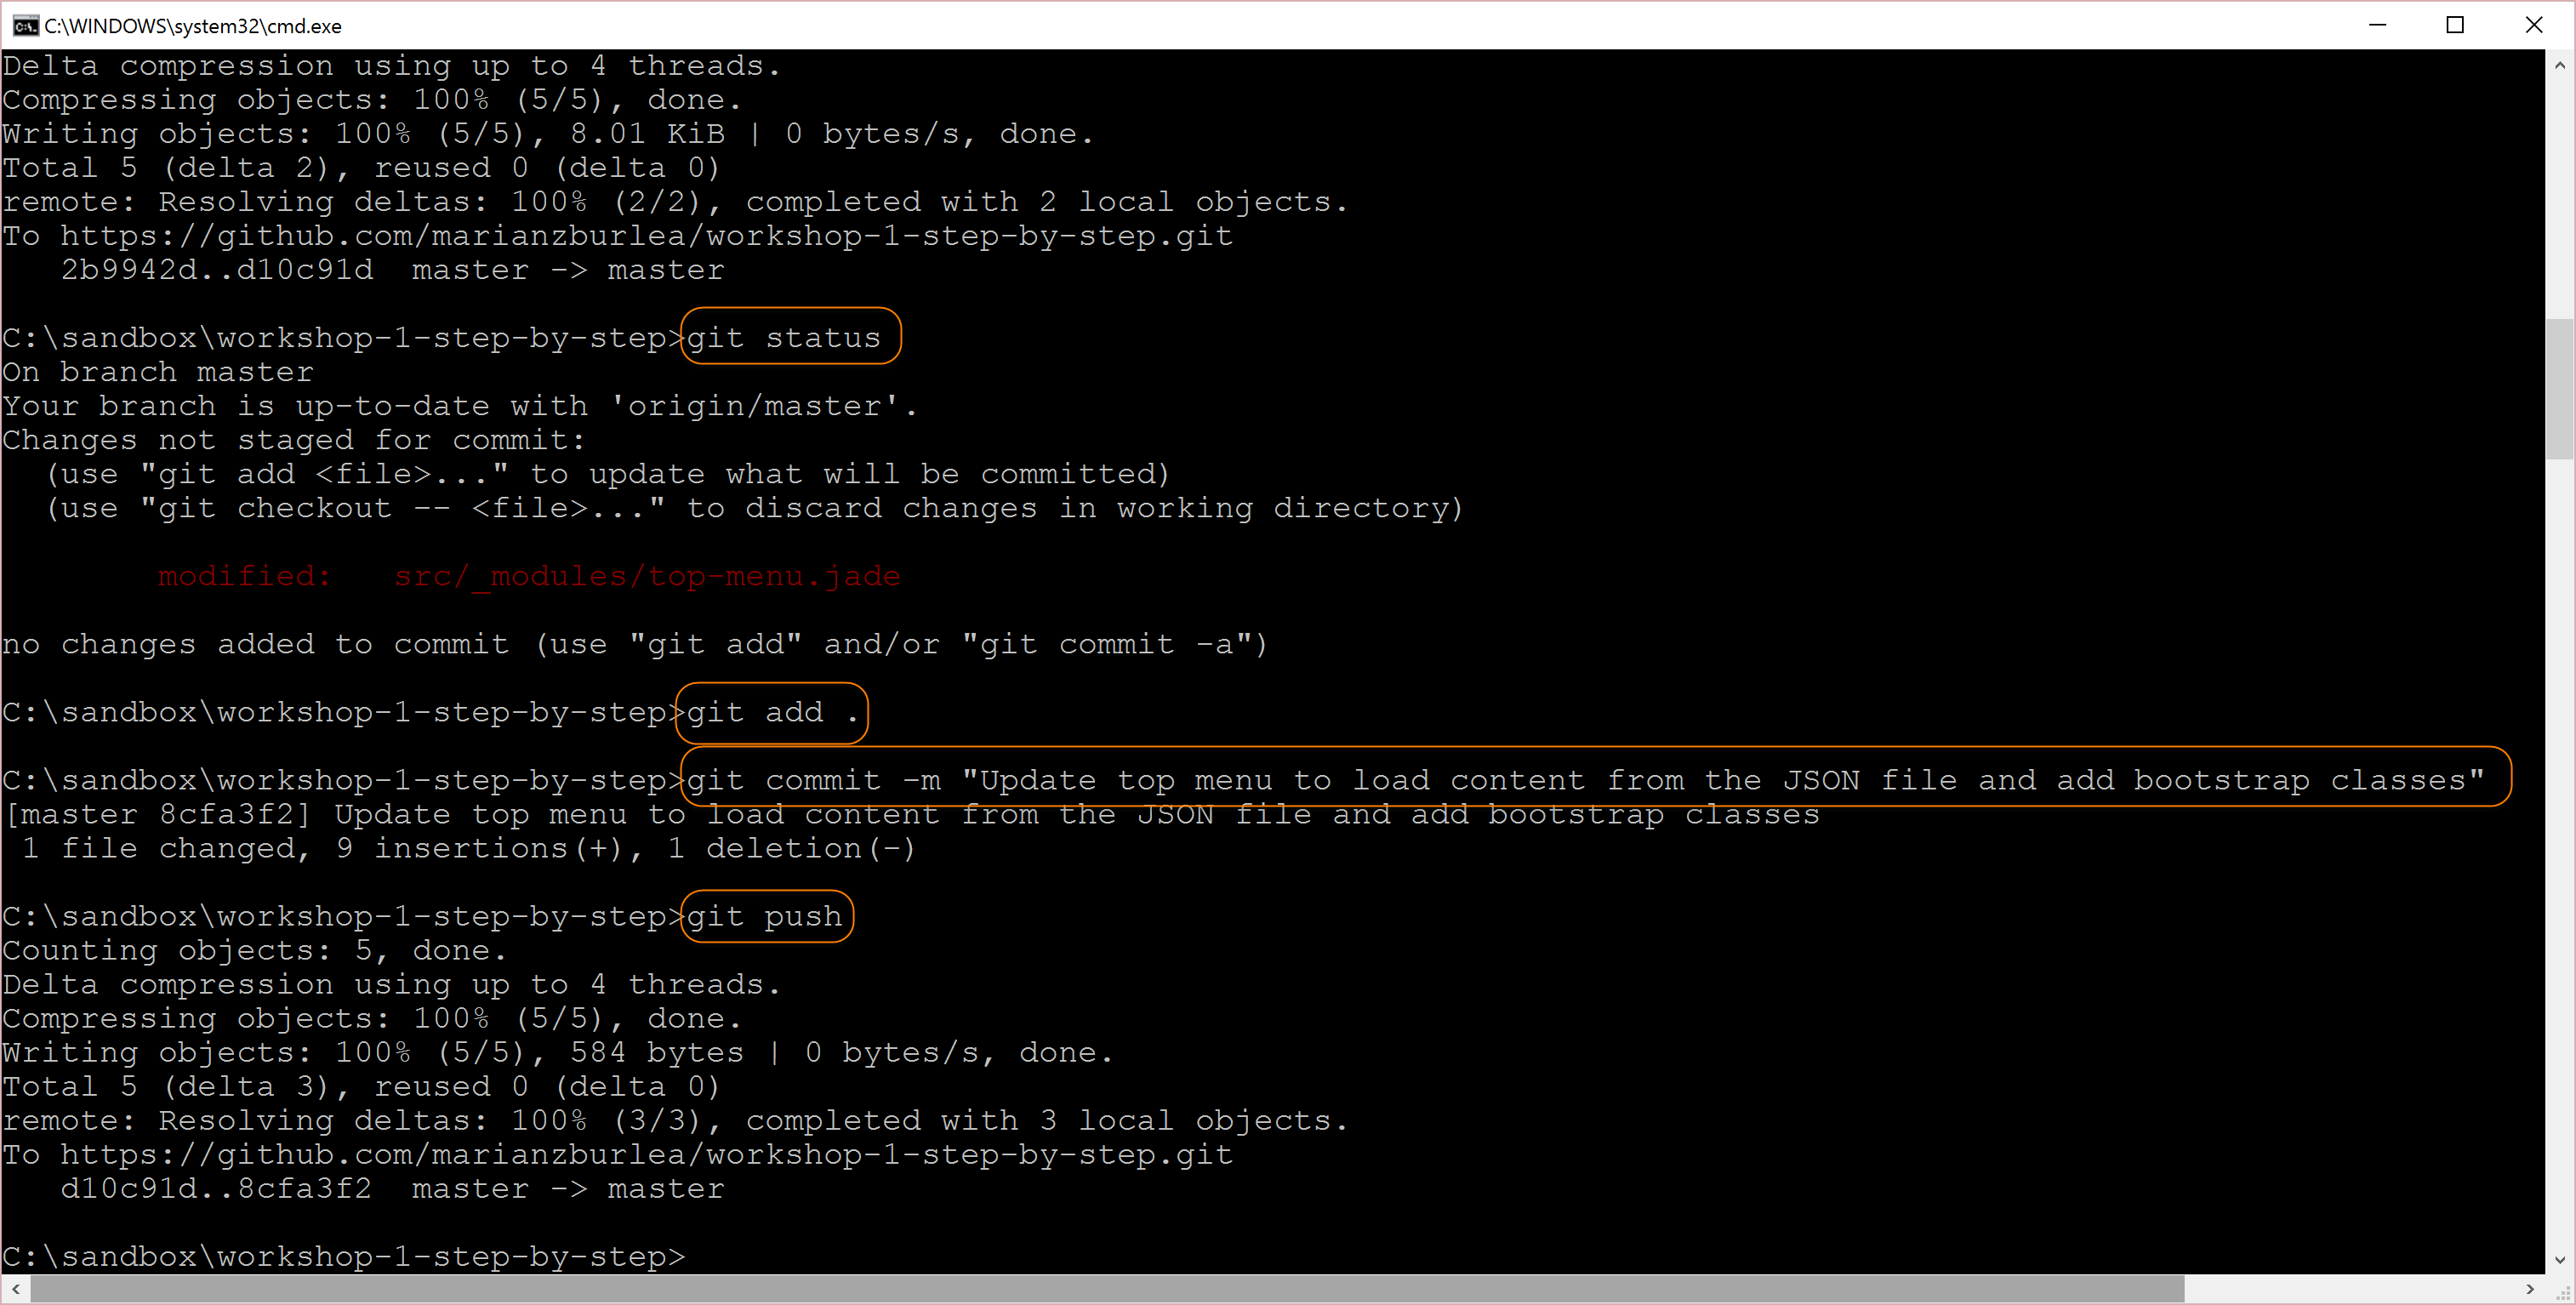 C:\WINDOWS\system32\cmd.exe
Delta compression using up to 4 threads.
Compressing objects: 100% (5/5), done.
Writing objects: 100% (5/5), 8.01 KiB | 0 bytes/s, done.
Total 5 (delta 2), reused 0 (delta 0)
remote: Resolving deltas: 100% (2/2), completed with 2 local objects.
To https://github.com/marianzburlea/workshop-1-step-by-step.git
   2b9942d..d10c91d  master -> master
C:\sandbox\workshop-1-step-by-step>git status
On branch master
Your branch is up-to-date with 'origin/master'.
Changes not staged for commit:
  (use "git add <file>..." to update what will be committed)
  (use "git checkout -- <file>..." to discard changes in working directory)
        modified:   src/_modules/top-menu.jade
no changes added to commit (use "git add" and/or "git commit -a")
C:\sandbox\workshop-1-step-by-step>git add .
C:\sandbox\workshop-1-step-by-step>git commit -m "Update top menu to load content from the JSON file and add bootstrap classes"
[master 8cfa3f2] Update top menu to load content from the JSON file and add bootstrap classes
 1 file changed, 9 insertions(+), 1 deletion(-)
C:\sandbox\workshop-1-step-by-step>git push
Counting objects: 5, done.
Delta compression using up to 4 threads.
Compressing objects: 100% (5/5), done.
Writing objects: 100% (5/5), 584 bytes | 0 bytes/s, done.
Total 5 (delta 3), reused 0 (delta 0)
remote: Resolving deltas: 100% (3/3), completed with 3 local objects.
To https://github.com/marianzburlea/workshop-1-step-by-step.git
   d10c91d..8cfa3f2  master -> master
C:\sandbox\workshop-1-step-by-step>